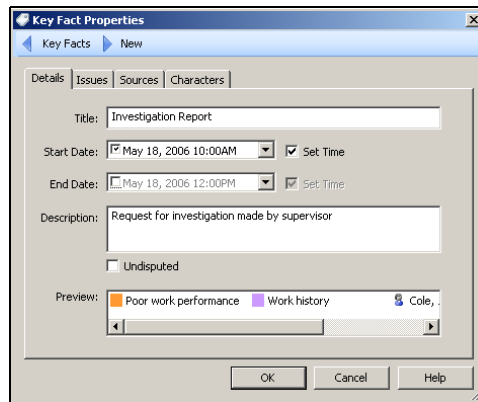 Key Fact Properties
Key Facts New
Details Issues Sources Characters
Title: Investigation Report
Start Date: May 18, 2006 10:00AM Set Time
End Date: May 18, 2006 12:00PM Set Time
Description: Request for investigation made by supervisor
Undisputed
Preview: Poor work performance Work history Cole, .
OK Cancel Help